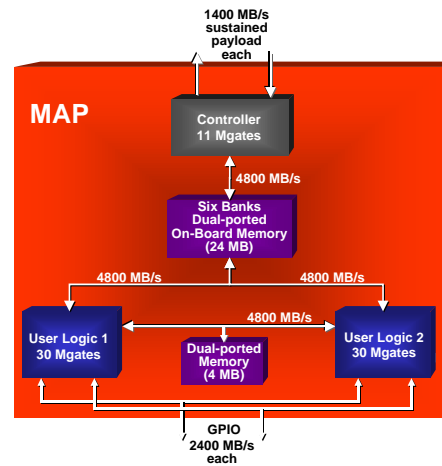 1400 MB/s
sustained
payload
each
MAP
Controller
11 Mgates
4800 MB/s
Six Banks
Dual-ported
On-Board Memory
(24 MB)
4800 MB/s
4800 MB/s
4800 MB/s
User Logic 1
30 Mgates
Dual-ported
Memory
(4 MB)
User Logic 2
30 Mgates
GPIO
2400 MB/s
each